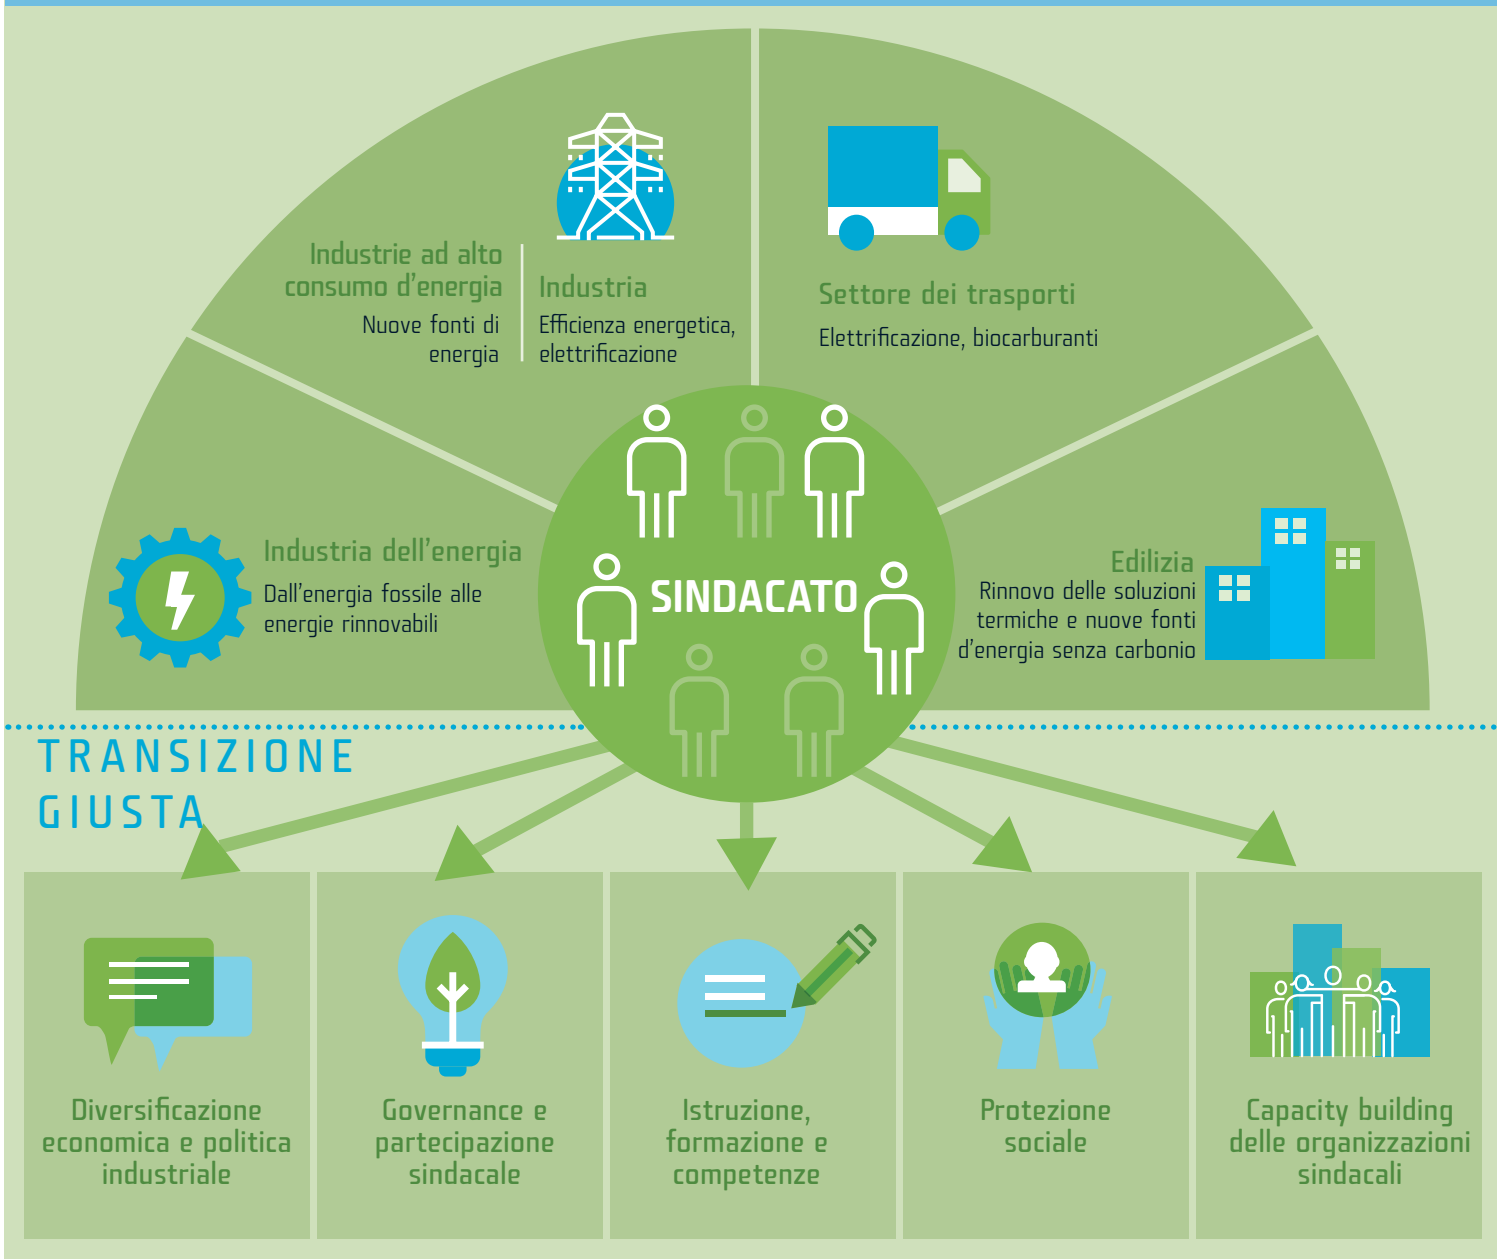 Industrie ad alto
consumo d'energia
Nuove fonti di
energia
Industria
Efficienza energetica,
elettrificazione
Settore dei trasporti
Elettrificazione, biocarburanti
Industria dell'energia
Dall'energia fossile alle
energie rinnovabili
SINDACATO
Edilizia
Rinnovo delle soluzioni
termiche e nuove fonti
d'energia senza carbonio
TRANSIZIONE
GIUSTA
Diversificazione
economica e politica
industriale
Governance e
partecipazione
sindacale
Istruzione,
formazione e
competenze
Protezione
sociale
Capacity building
delle organizzazioni
sindacali